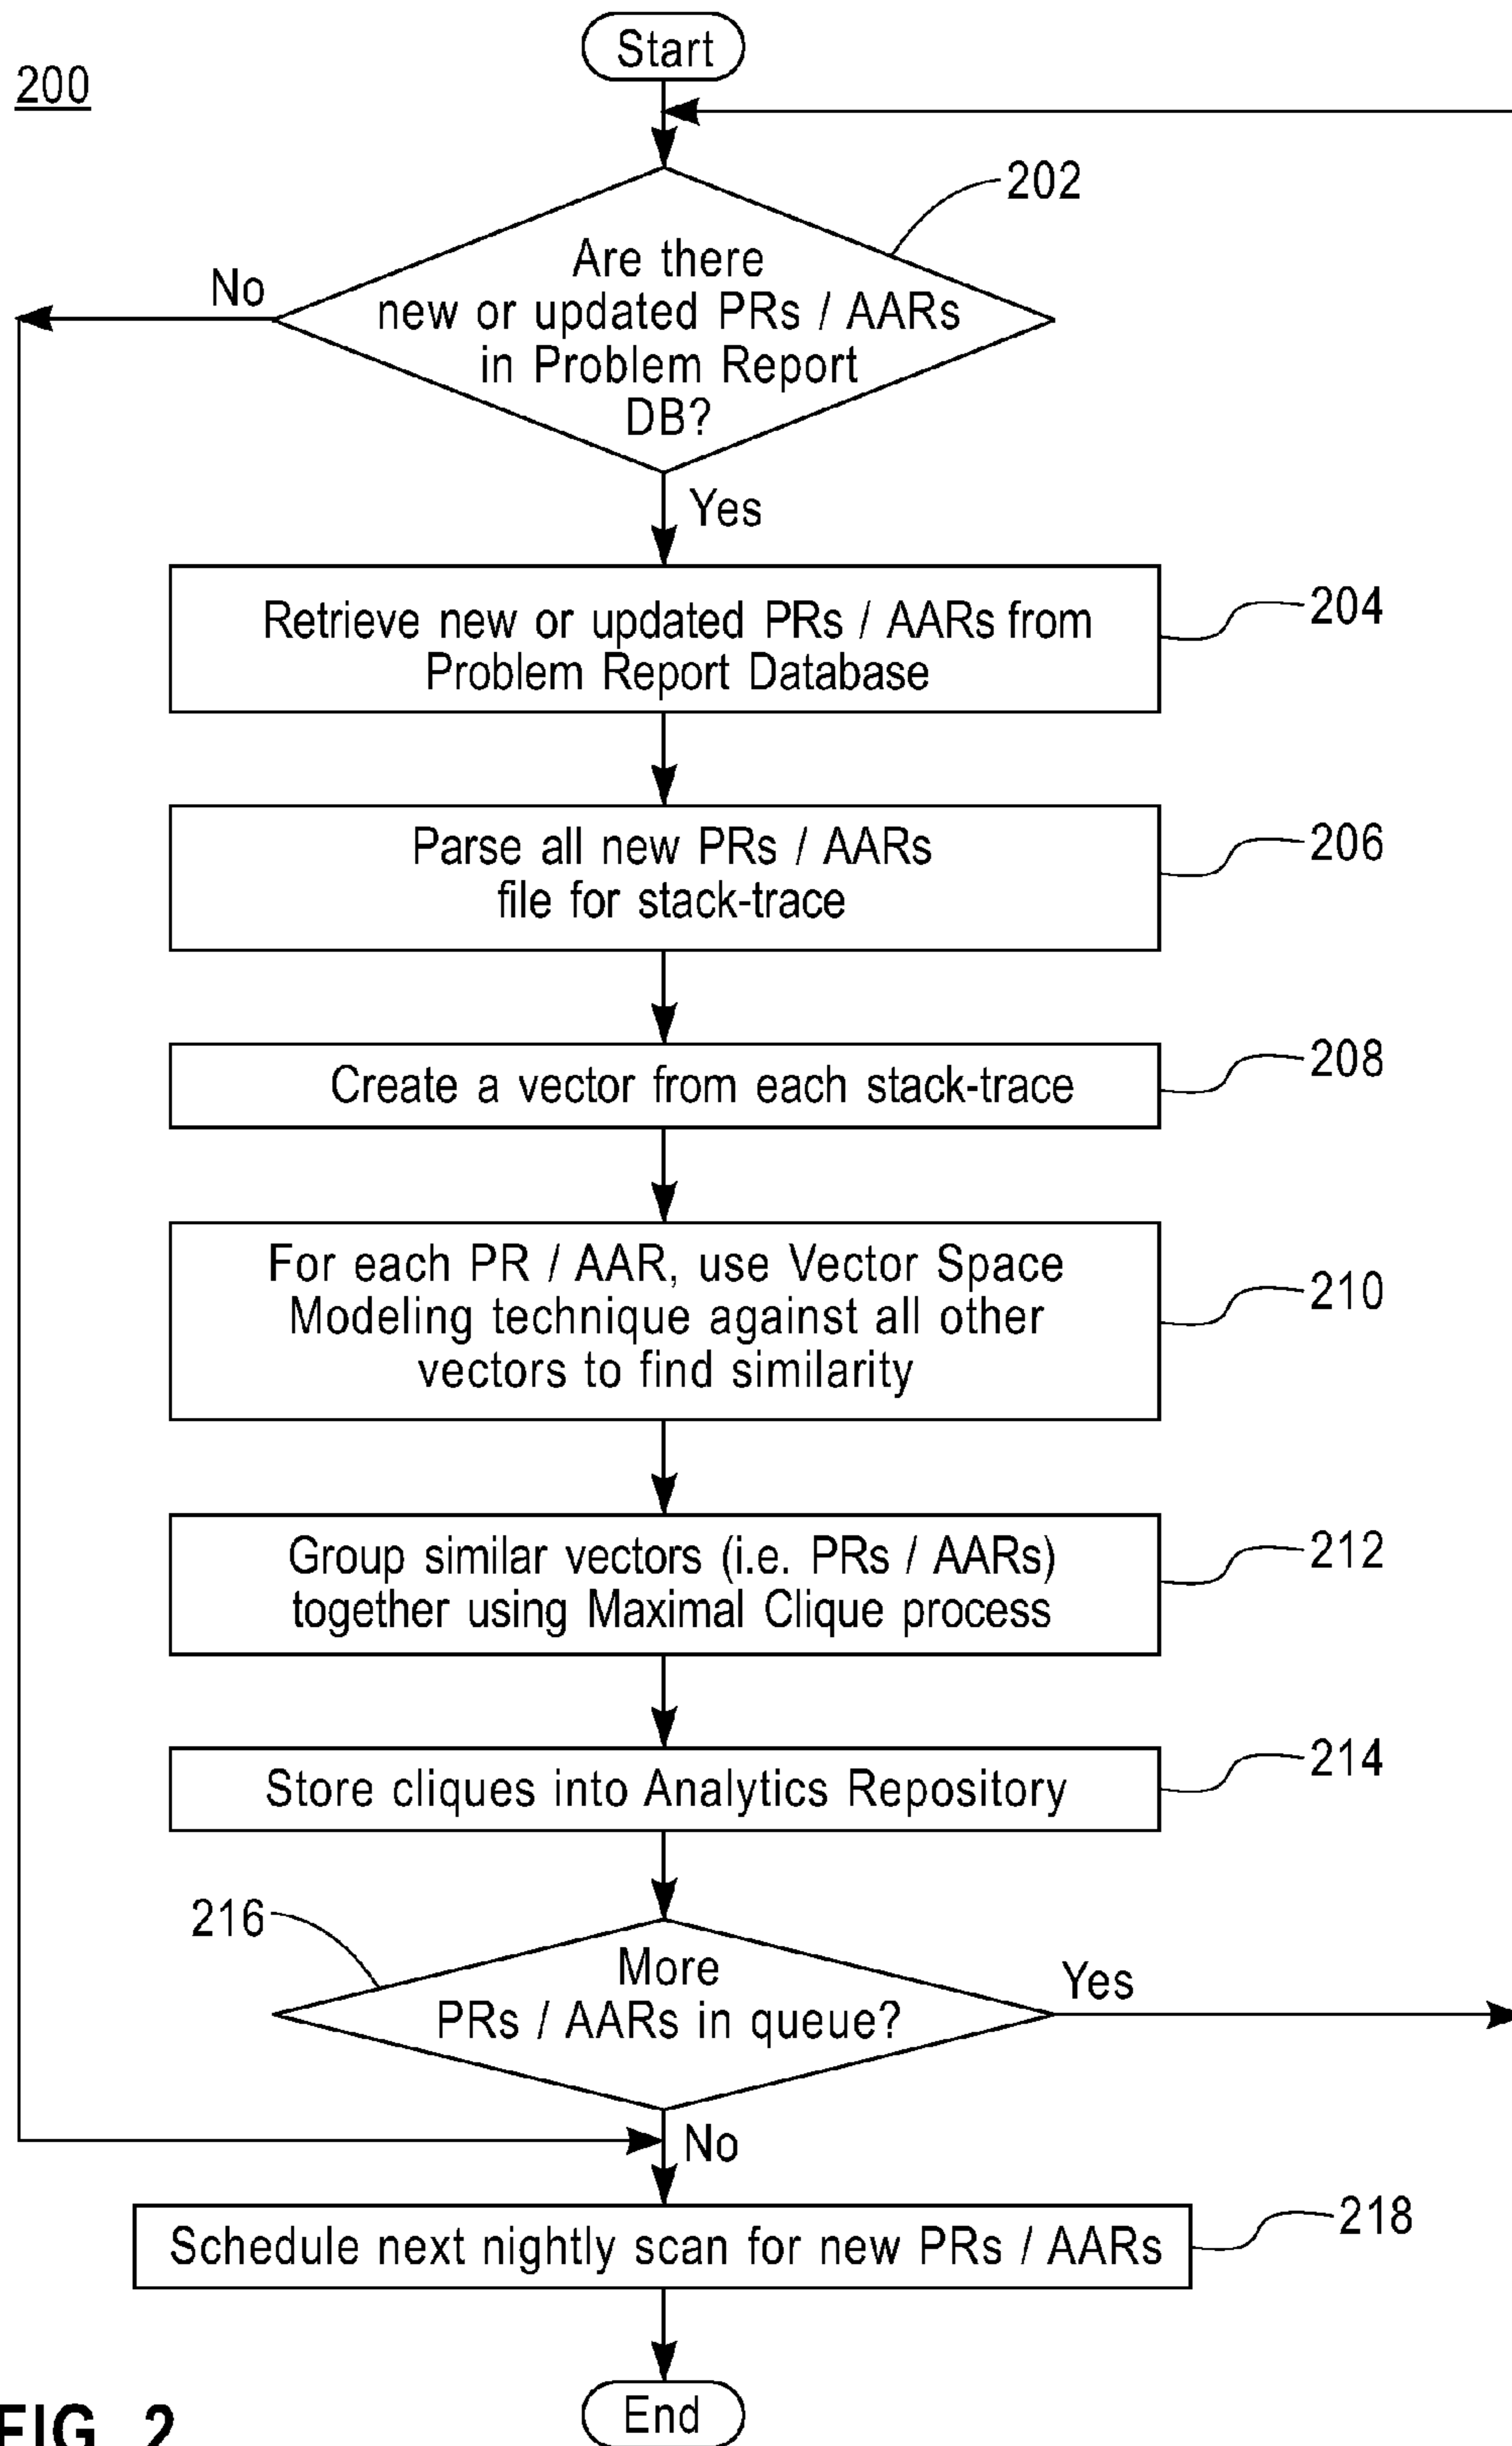 Start
200
202
Are there
new or updated PRs / AARs
in Problem Report
DB?
No
Yes
Retrieve new or updated PRs / AARs from
Problem Report Database
204
Parse all new PRs / AARs
file for stack-trace
206
Create a vector from each stack-trace
208
For each PR / AAR, use Vector Space
Modeling technique against all other
vectors to find similarity
210
Group similar vectors (i.e. PRs / AARs)
together using Maximal Clique process
212
Store cliques into Analytics Repository
214
216
More
PRs / AARs in queue?
Yes
No
Schedule next nightly scan for new PRs / AARs
218
End
FIG. 2